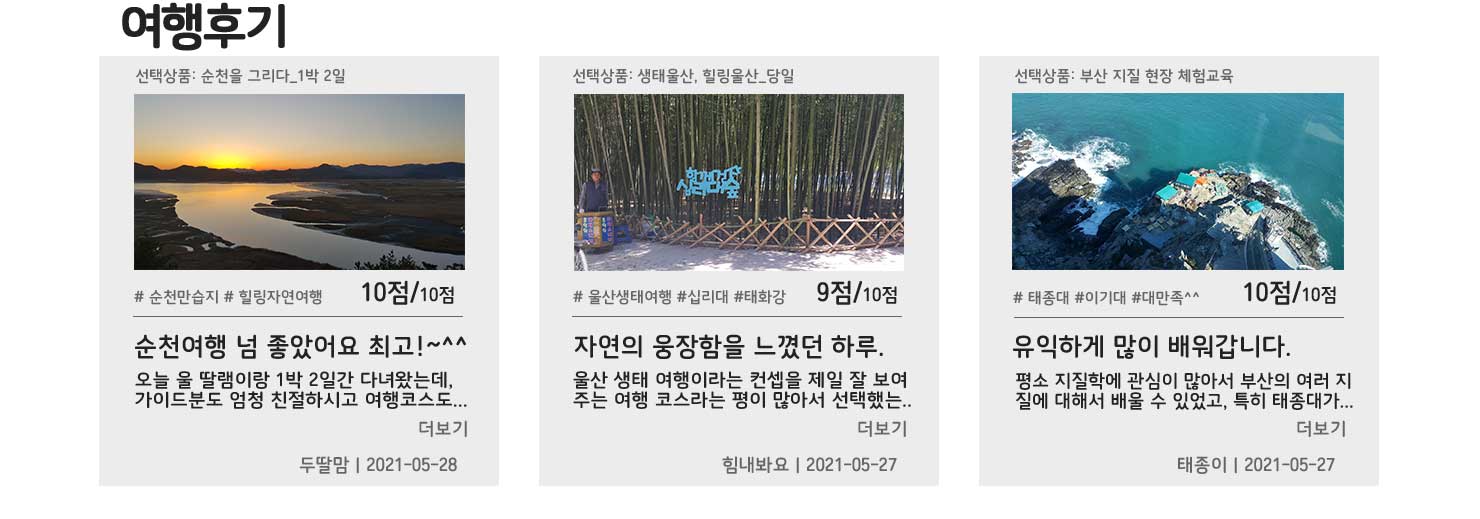 여행후기
선택상품: 순천을 그리다_1박 2일
# 순천만습지 # 힐링자연여행 10점/10점
순천여행 넘 좋았어요 최고!~^^
오늘 울 딸램이랑 1박 2일간 다녀왔는데,
가이드분도 엄청 친절하시고 여행코스도...
더보기
두딸맘 | 2021-05-28
선택상품: 생태울산, 힐링울산_당일
십리대숲
# 울산생태여행 #십리대 #태화강 9점/10점
자연의 웅장함을 느꼈던 하루.
울산 생태 여행이라는 컨셉을 제일 잘 보여
주는 여행 코스라는 평이 많아서 선택했는..
더보기
힘내봐요 | 2021-05-27
선택상품: 부산 지질 현장 체험교육
# 태종대 #이기대 #대만족^^ 10점/10점
유익하게 많이 배워갑니다.
평소 지질학에 관심이 많아서 부산의 여러 지
질에 대해서 배울 수 있었고, 특히 태종대가...
더보기
태종이 | 2021-05-27